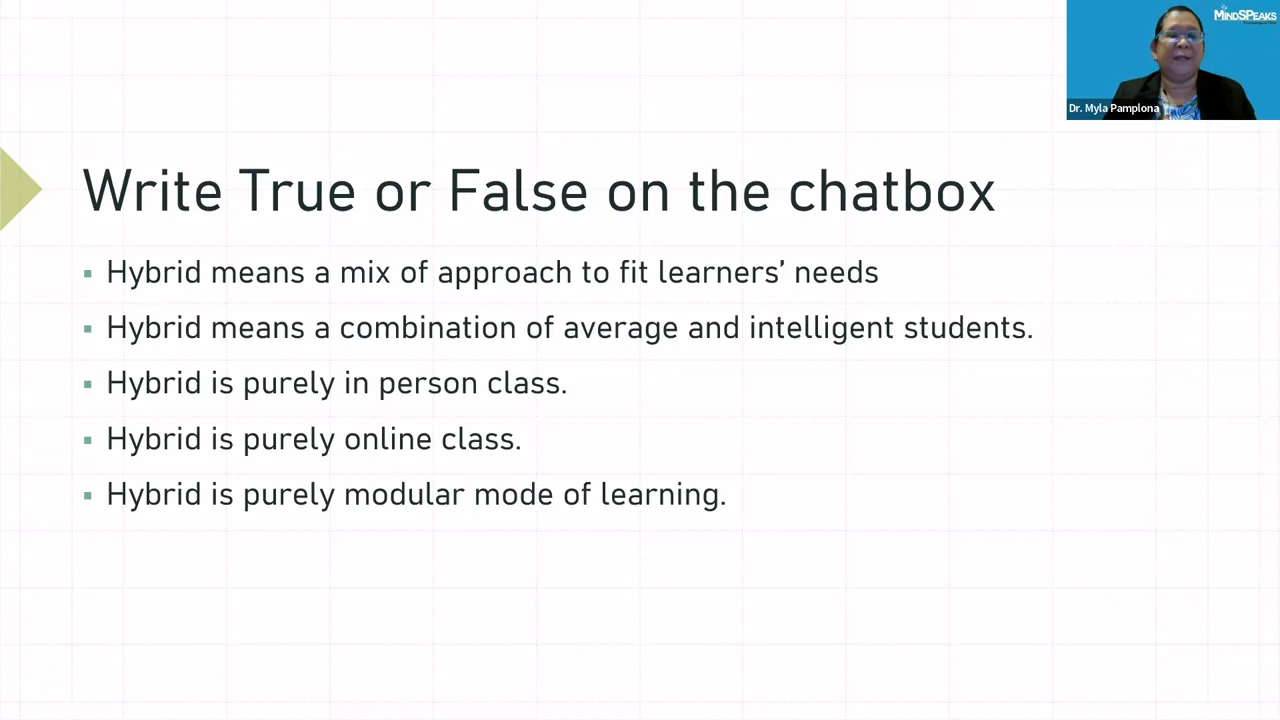 MINDSPEAKS
Dr. Myla Pamplona
Write True or False on the chatbox
Hybrid means a mix of approach to fit learners’ needs
Hybrid means a combination of average and intelligent students.
Hybrid is purely in person class.
Hybrid is purely online class.
Hybrid is purely modular mode of learning.